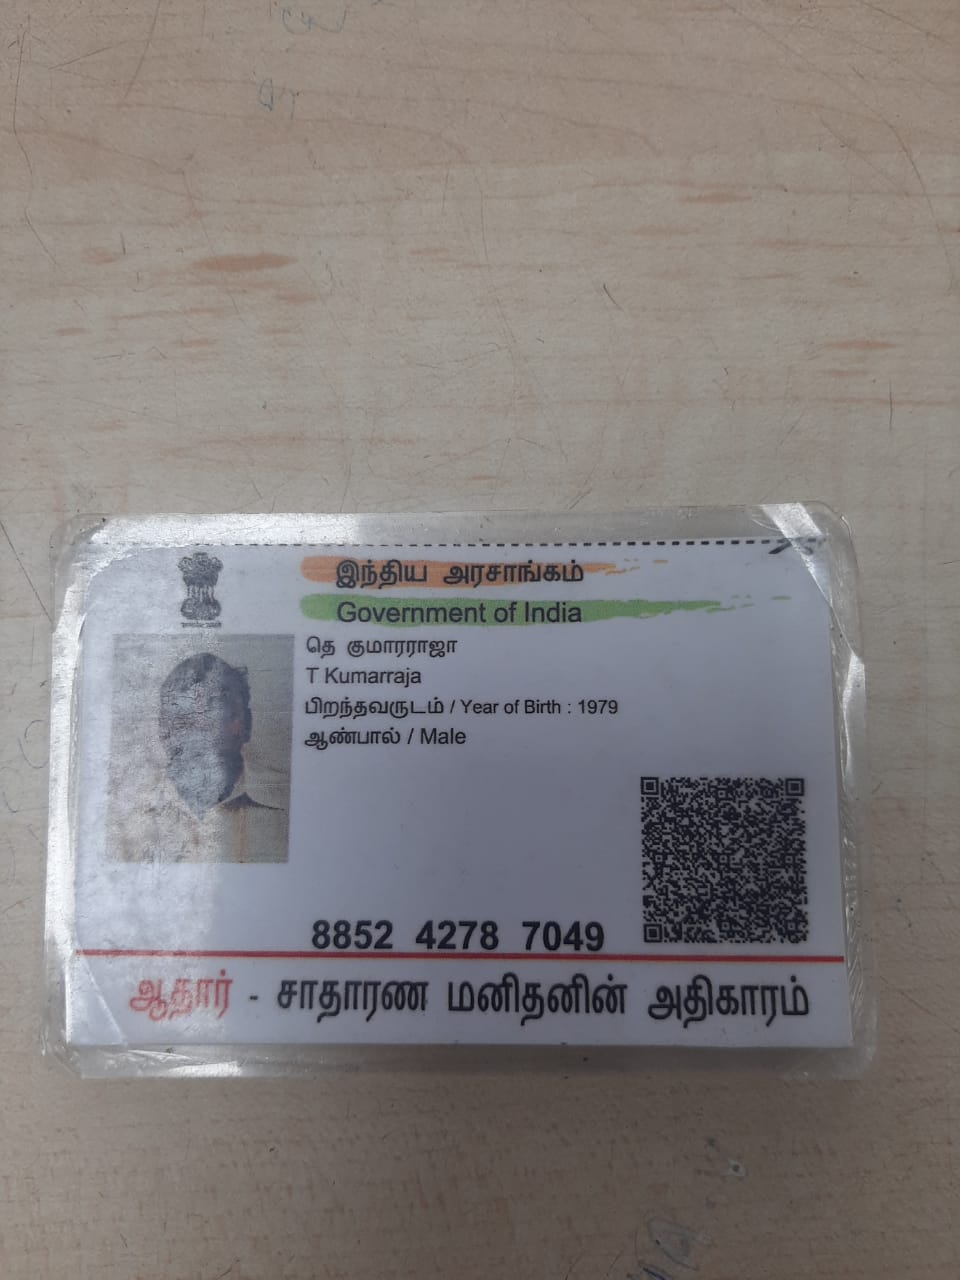 இந்திய அரசாங்கம்
Government of India
தெ குமாரராஜா
T Kumarraja
பிறந்தவருடம் / Year of Birth : 1979
ஆண்பால் / Male
8852 4278 7049
ஆதார் - சாதாரண மனிதனின் அதிகாரம்